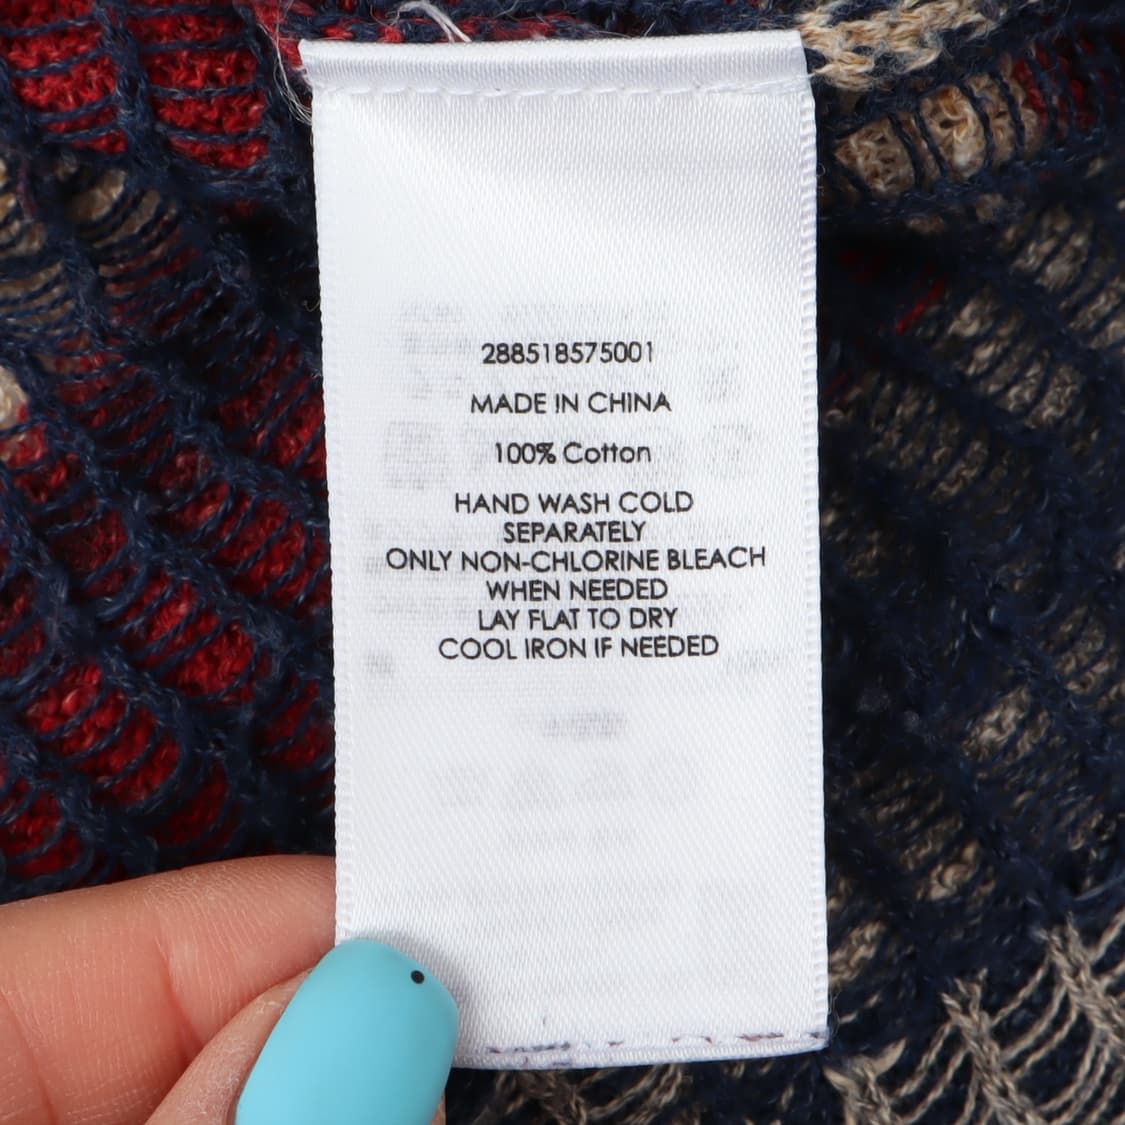 288518575001
MADE IN CHINA
100% Cotton
HAND WASH COLD
SEPARATELY
ONLY NON-CHLORINE BLEACH
WHEN NEEDED
LAY FLAT TO DRY
COOL IRON IF NEEDED